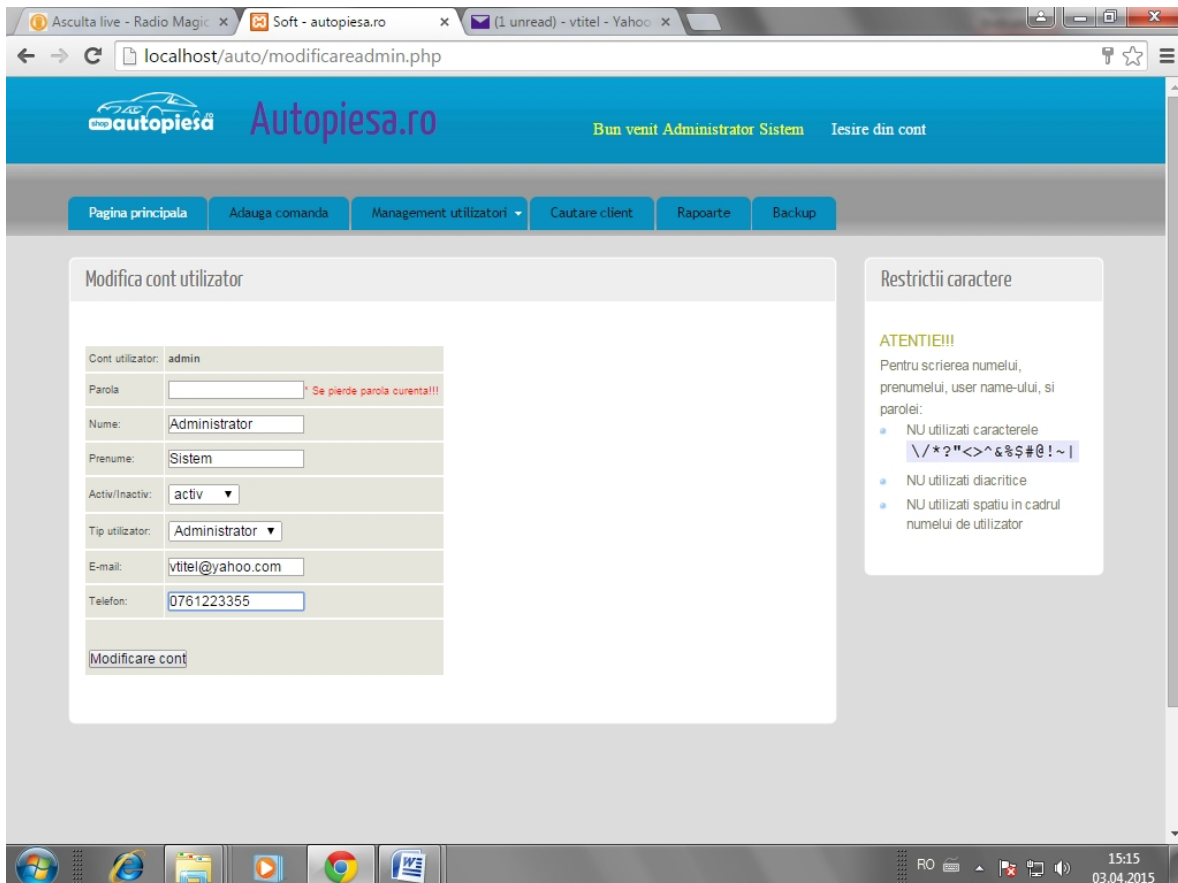 Asculta live - Radio Magic
Soft - autopiesa.ro
(1 unread) - vtitel - Yahoo
localhost/auto/modificareadmin.php
shop autopiesa.ro
Autopiesa.ro
Bun venit Administrator Sistem
Iesire din cont
Pagina principala
Adauga comanda
Management utilizatori
Cautare client
Rapoarte
Backup
Modifica cont utilizator
Cont utilizator: admin
Parola * Se pierde parola curenta!!!
Nume: Administrator
Prenume: Sistem
Activ/Inactiv: activ
Tip utilizator: Administrator
E-mail: vtitel@yahoo.com
Telefon: 0761223355
Modificare cont
Restrictii caractere
ATENTIE!!!
Pentru scrierea numelui,
prenumelui, user name-ului, si
parolei:
NU utilizati caracterele
\/*?"<>^&%$#@!~|
NU utilizati diacritice
NU utilizati spatiu in cadrul
numelui de utilizator
RO
15:15
03.04.2015